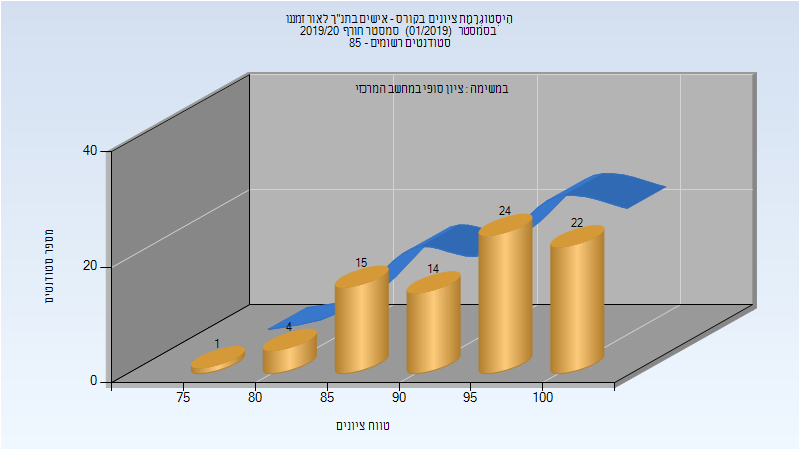 היסטוגרמת ציונים בקורס - אישים בתנ"ך לאור זמננו
בסמסטר (01/2019) סמסטר חורף 2019/20
סטודנטים רשומים - 85
במשימה : ציון סופי במחשב המרכזי
מספר סטודנטים
40
20
0
1
4
15
14
24
22
75
80
85
90
95
100
טווח ציונים